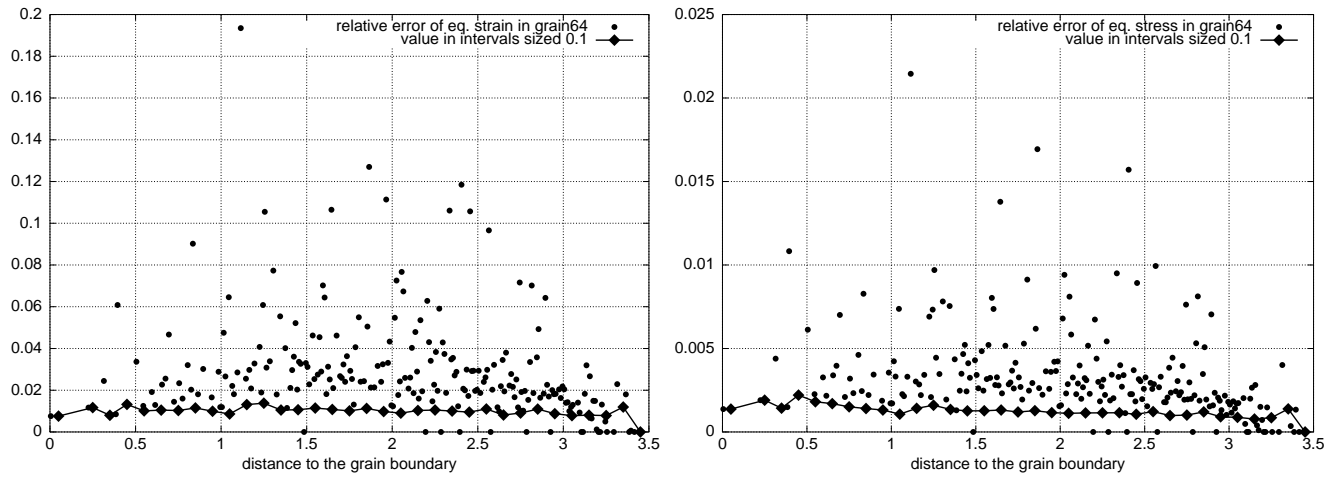 0.2
0.18
0.16
0.14
0.12
0.1
0.08
0.06
0.04
0.02
0
0 0.5 1 1.5 2 2.5 3 3.5
distance to the grain boundary
relative error of eq. strain in grain64
value in intervals sized 0.1
0.025
0.02
0.015
0.01
0.005
0
0 0.5 1 1.5 2 2.5 3 3.5
distance to the grain boundary
relative error of eq. stress in grain64
value in intervals sized 0.1